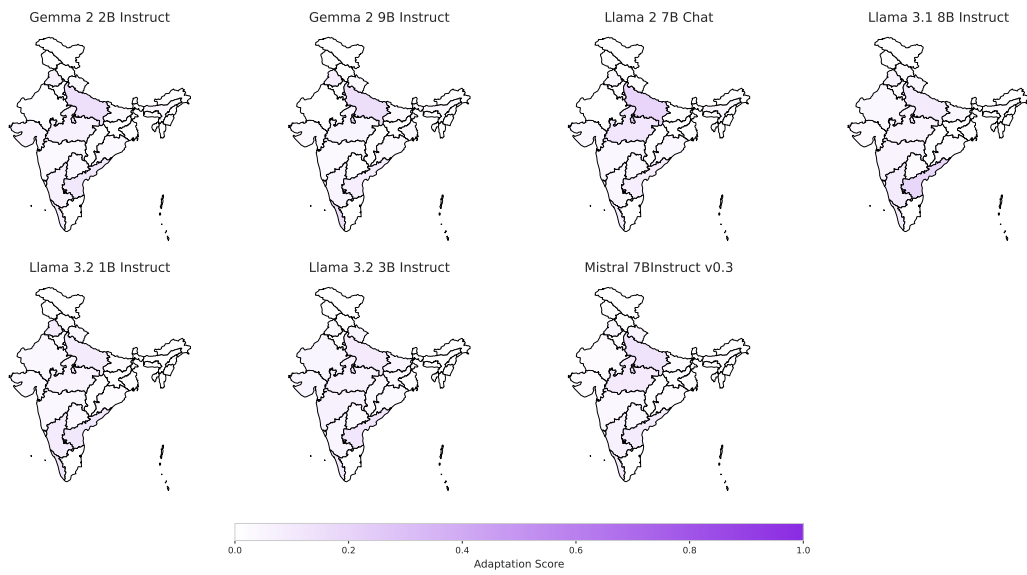 Gemma 2 2B Instruct
Gemma 2 9B Instruct
Llama 2 7B Chat
Llama 3.1 8B Instruct
Llama 3.2 1B Instruct
Llama 3.2 3B Instruct
Mistral 7BInstruct v0.3
0.0 0.2 0.4 0.6 0.8 1.0
Adaptation Score